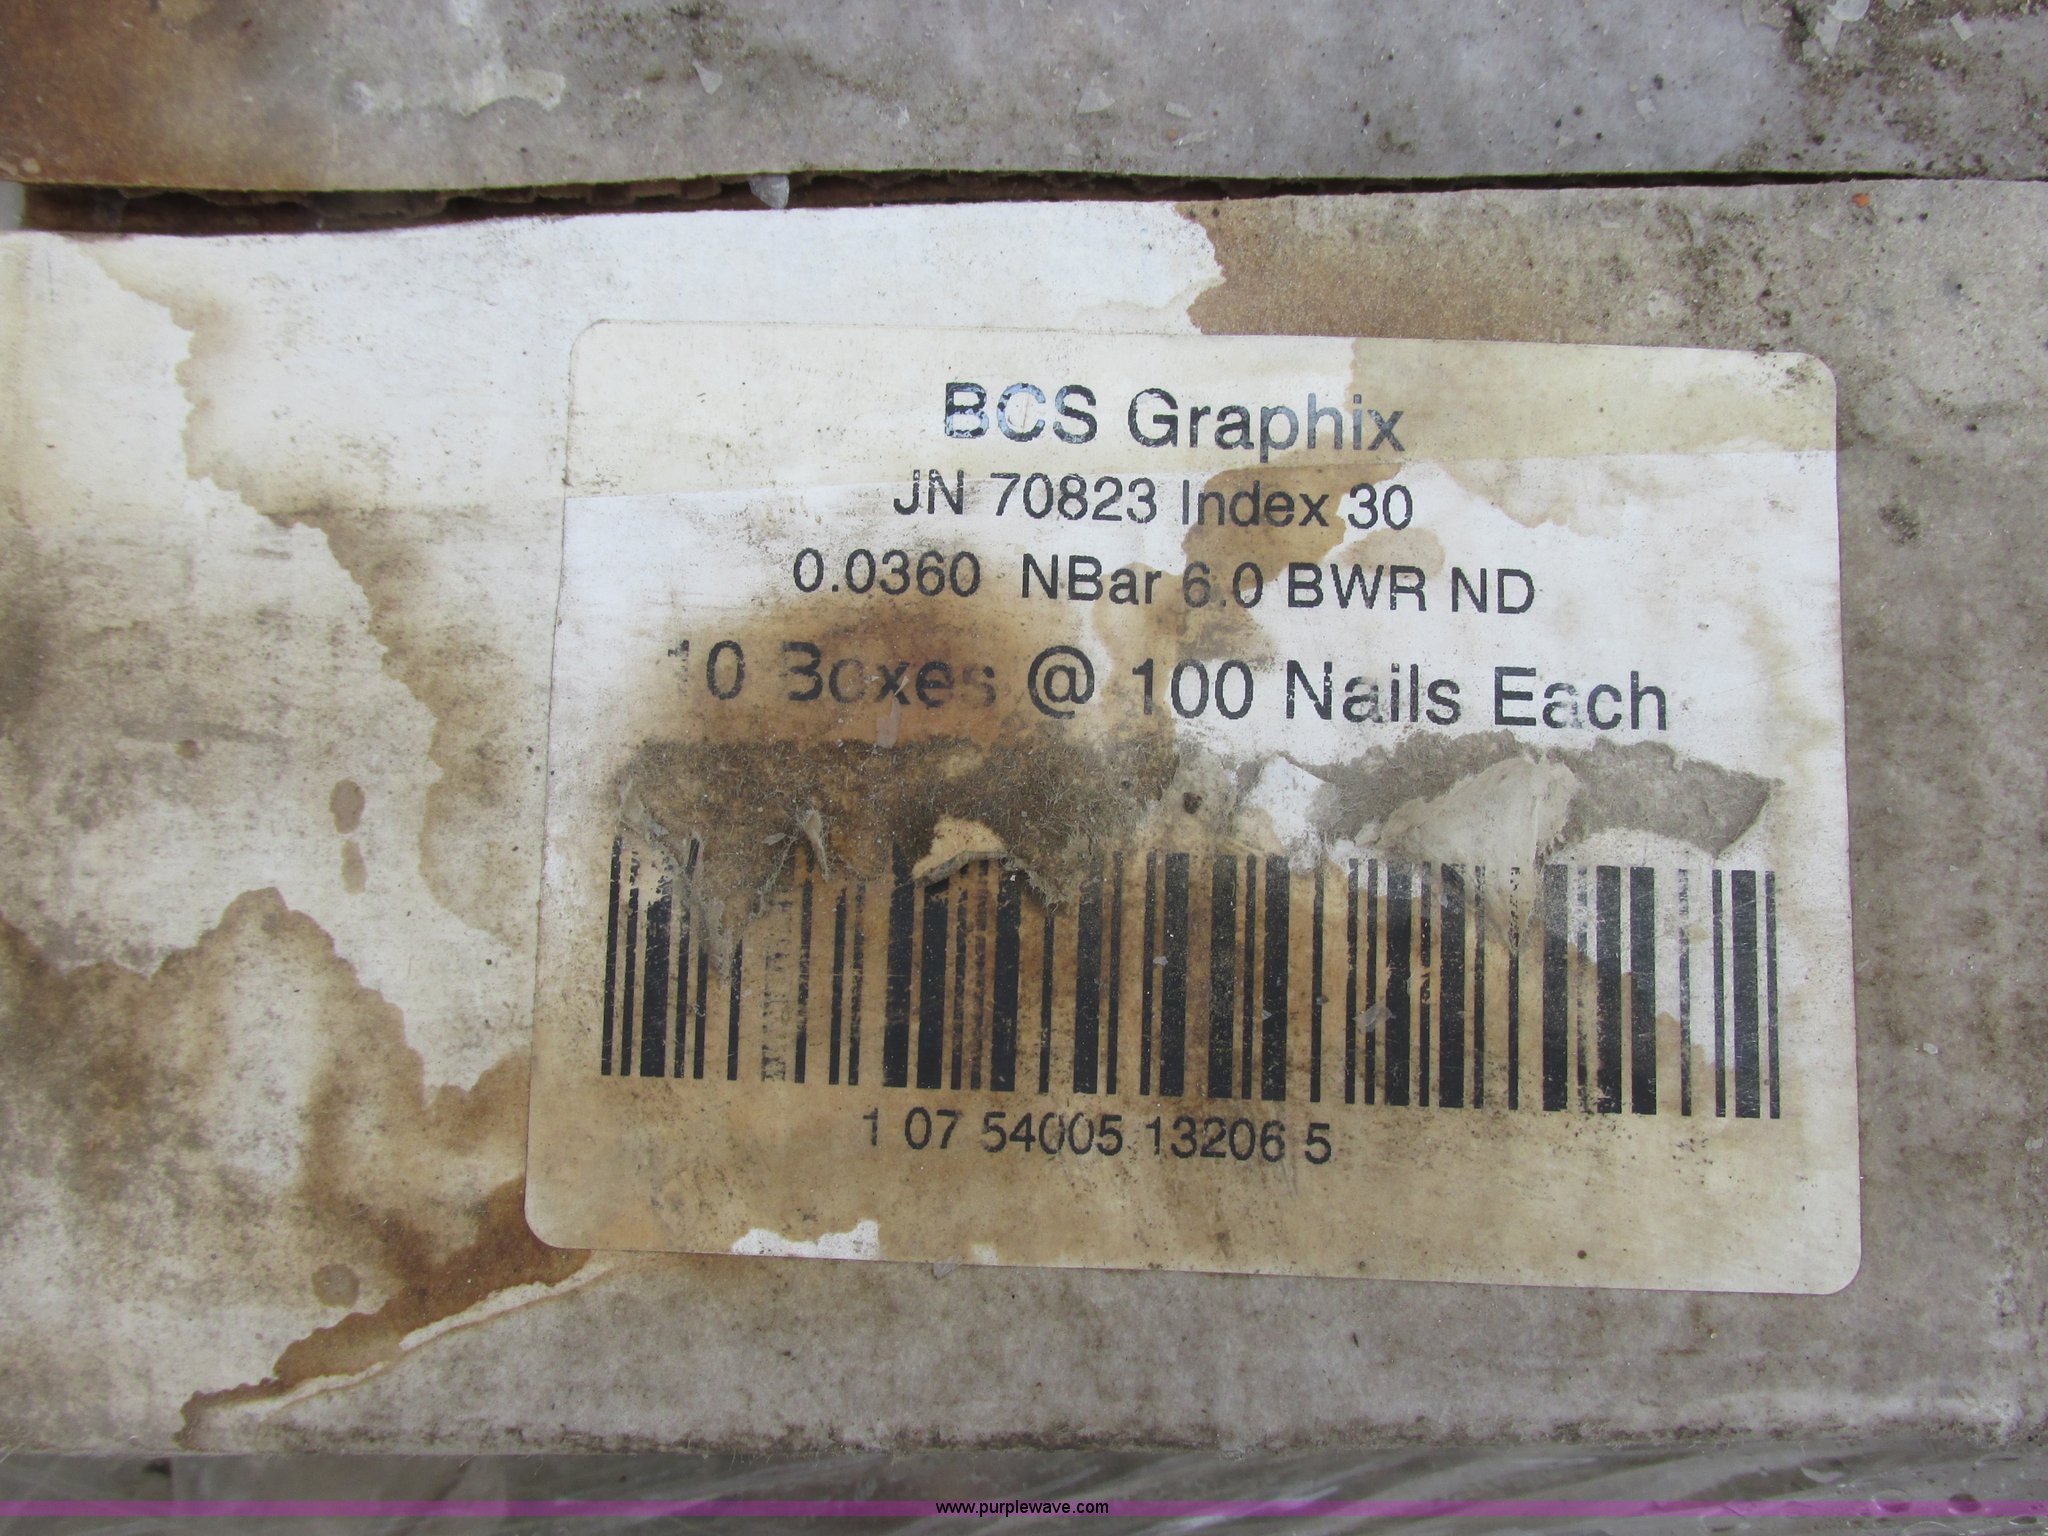 BCS Graphix
JN 70823 Index 30
0.0360 NBar 6.0 BWR ND
10 Boxes @ 100 Nails Each
1 07 54005 13206 5
www.purplewave.com